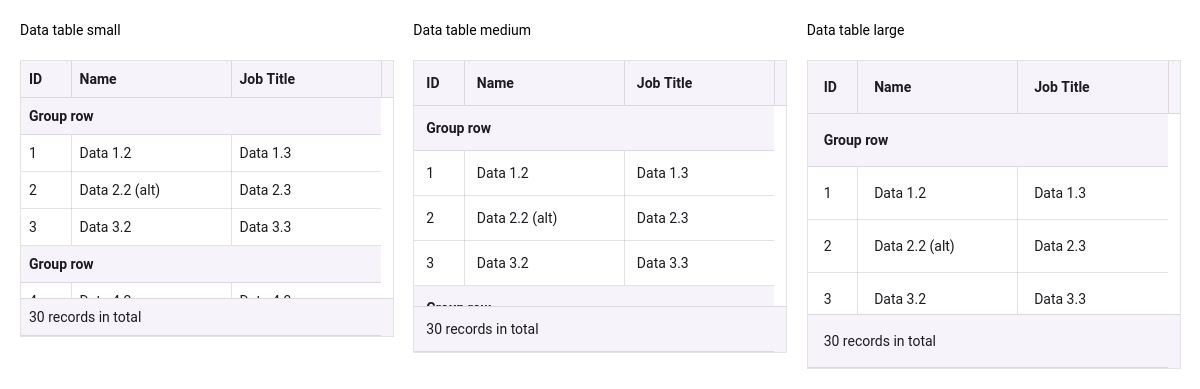 Data table small
ID Name Job Title
Group row
1 Data 1.2 Data 1.3
2 Data 2.2 (alt) Data 2.3
3 Data 3.2 Data 3.3
Group row
30 records in total
Data table medium
ID Name Job Title
Group row
1 Data 1.2 Data 1.3
2 Data 2.2 (alt) Data 2.3
3 Data 3.2 Data 3.3
Group row
30 records in total
Data table large
ID Name Job Title
Group row
1 Data 1.2 Data 1.3
2 Data 2.2 (alt) Data 2.3
3 Data 3.2 Data 3.3
30 records in total